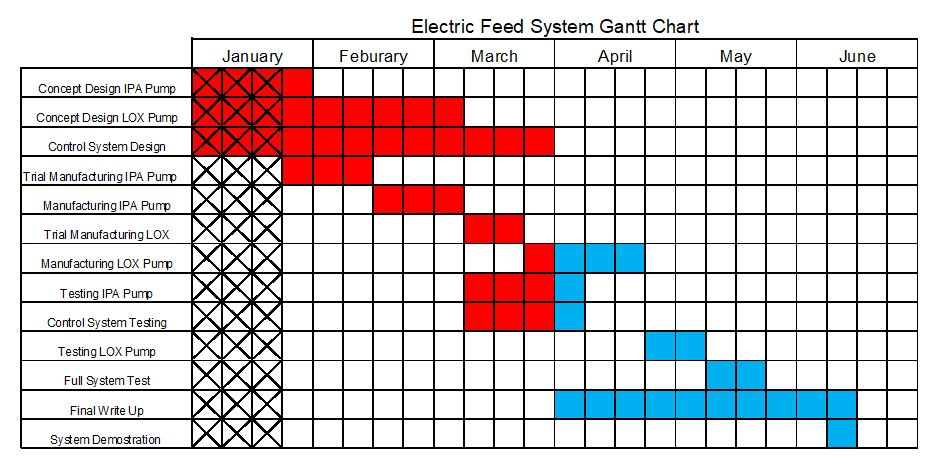 Electric Feed System Gantt Chart
January Feburary March April May June
Concept Design IPA Pump
Concept Design LOX Pump
Control System Design
Trial Manufacturing IPA Pump
Manufacturing IPA Pump
Trial Manufacturing LOX
Manufacturing LOX Pump
Testing IPA Pump
Control System Testing
Testing LOX Pump
Full System Test
Final Write Up
System Demostration